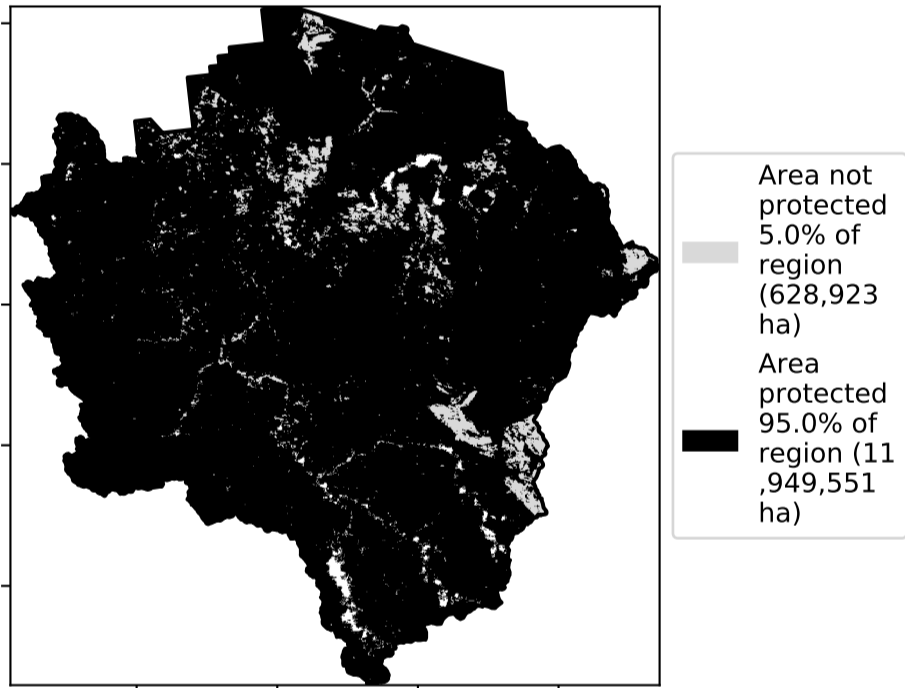 Area not
protected
5.0% of
region
(628,923
ha)
Area
protected
95.0% of
region (11
,949,551
ha)